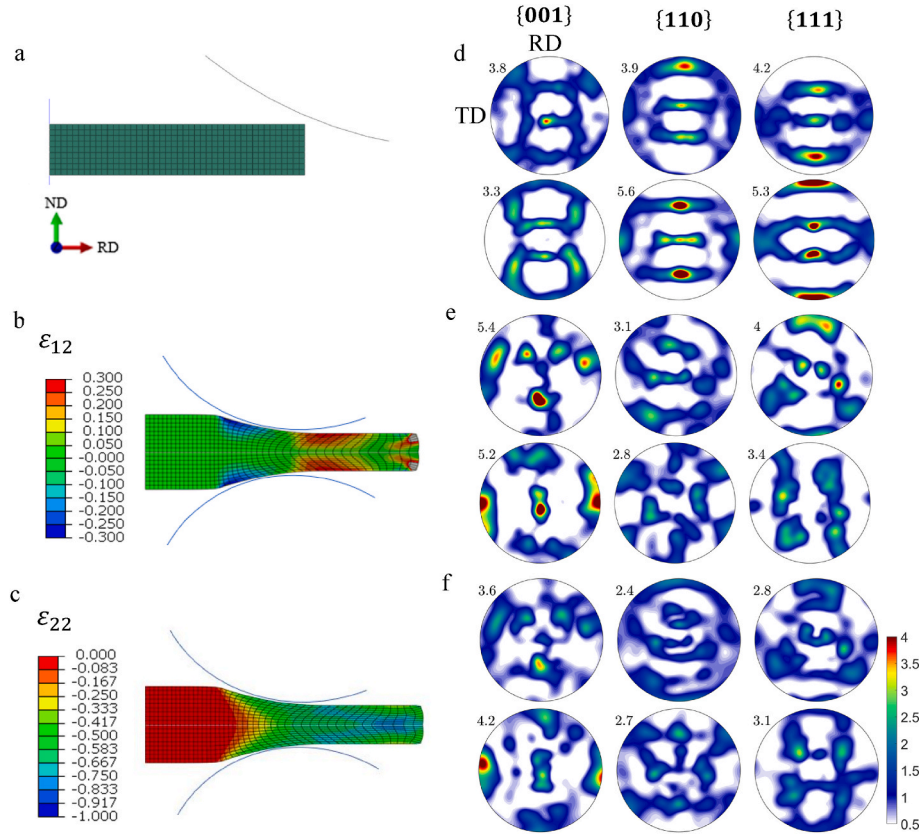 {001} {110} {111}
RD
TD
a
ND
RD
b
ε12
0.300
0.250
0.200
0.150
0.100
0.050
0.000
-0.050
-0.100
-0.150
-0.200
-0.250
-0.300
c
ε22
0.000
-0.083
-0.167
-0.250
-0.333
-0.417
-0.500
-0.583
-0.667
-0.750
-0.833
-0.917
-1.000
d
3.8 3.9 4.2
3.3 5.6 5.3
e
5.4 3.1 4
5.2 2.8 3.4
f
3.6 2.4 2.8
4.2 2.7 3.1
4
3.5
3
2.5
2
1.5
1
0.5